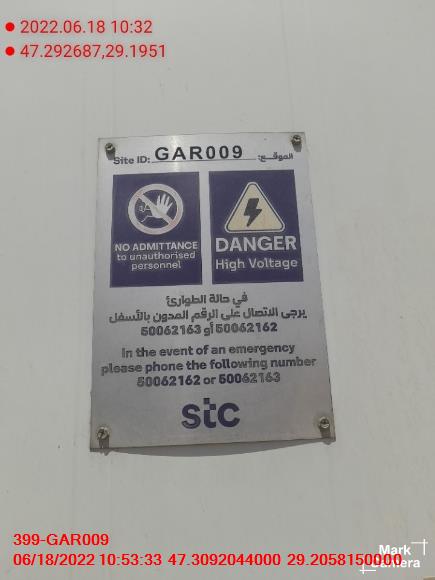 2022.06.18 10:32
47.292687,29.1951
Site ID: GAR009 الموقع:
NO ADMITTANCE
to unauthorised
personnel
DANGER
High Voltage
في حالة الطوارئ
يرجى الاتصال على الرقم المدون بالأسفل
50062162 أو 50062163
In the event of an emergency
please phone the following number
50062162 or 50062163
stc
399-GAR009
06/18/2022 10:53:33 47.3092044000 29.2058150000
Mark
Camera